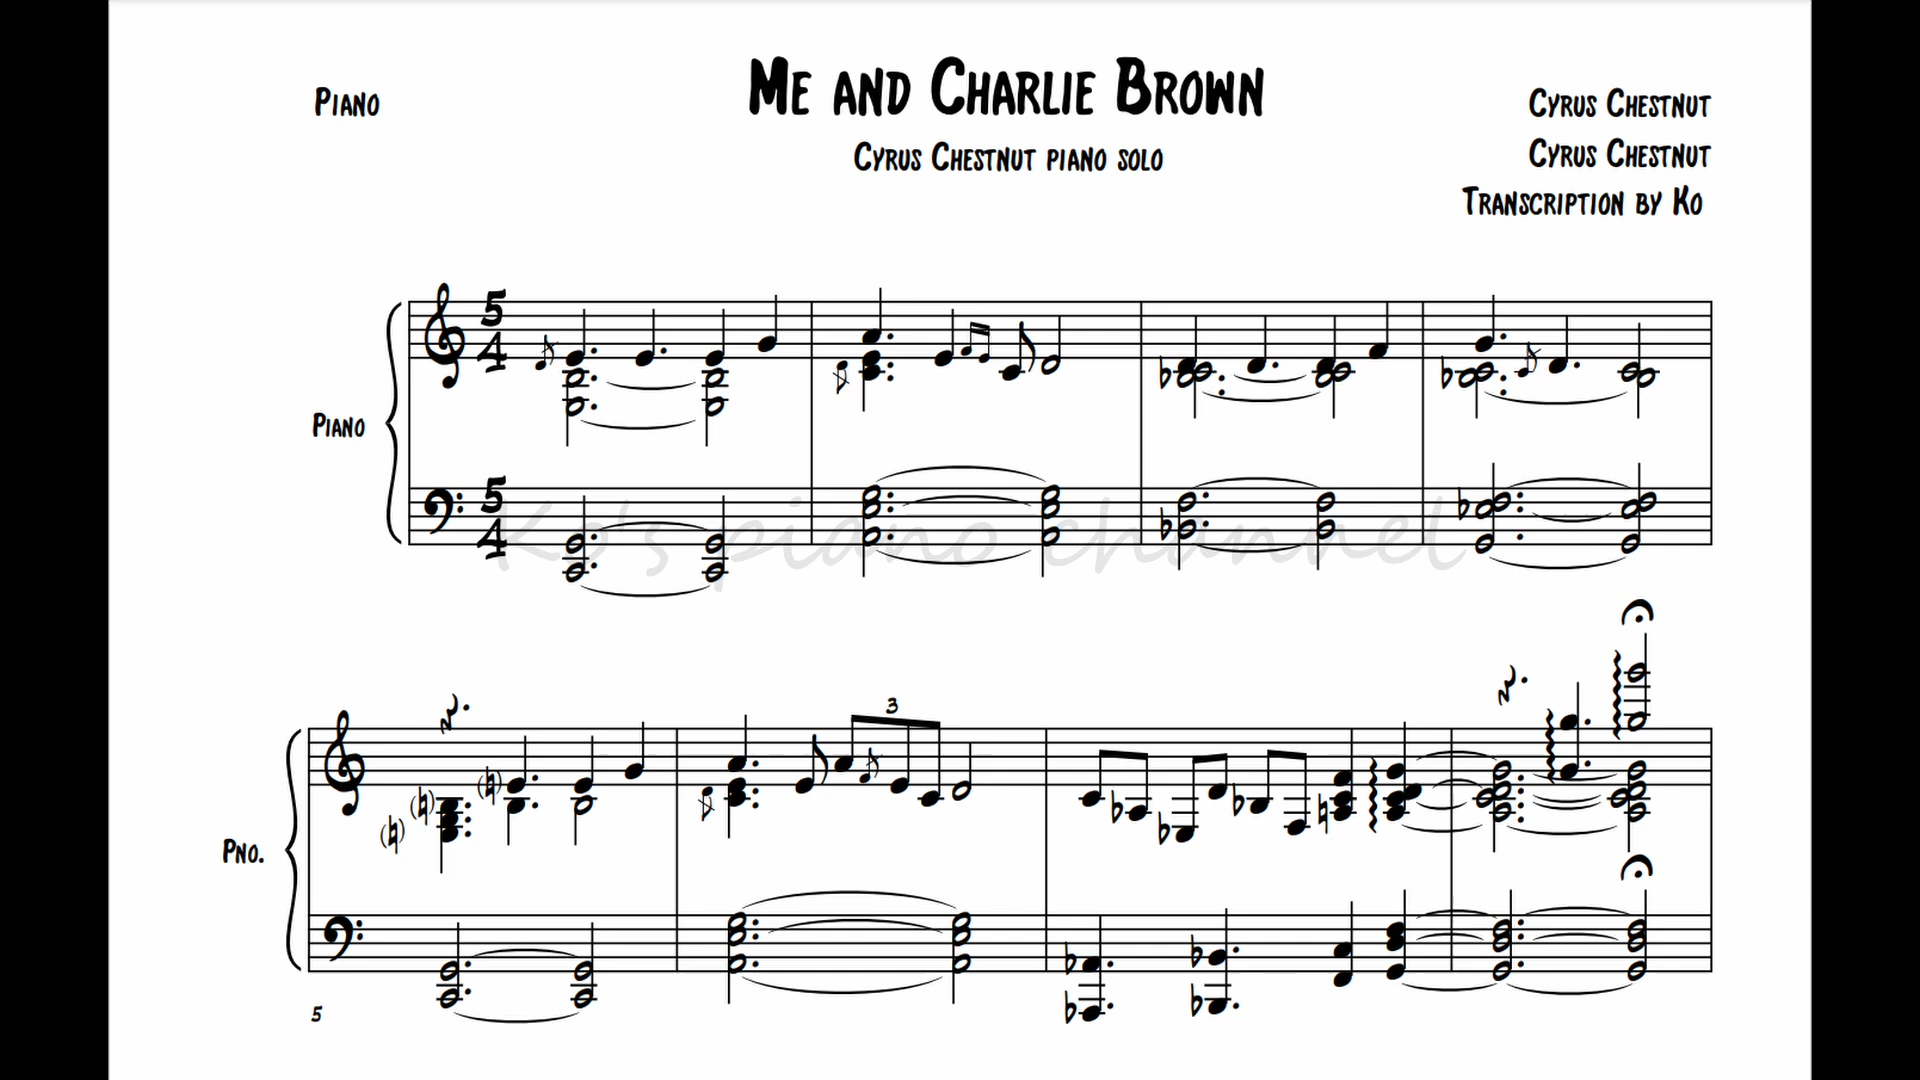 Piano
Me and Charlie Brown
Cyrus Chestnut piano solo
Cyrus Chestnut
Cyrus Chestnut
Transcription by Ko
5
4
Piano
5
4
Ko's piano channel
3
Pno.
5